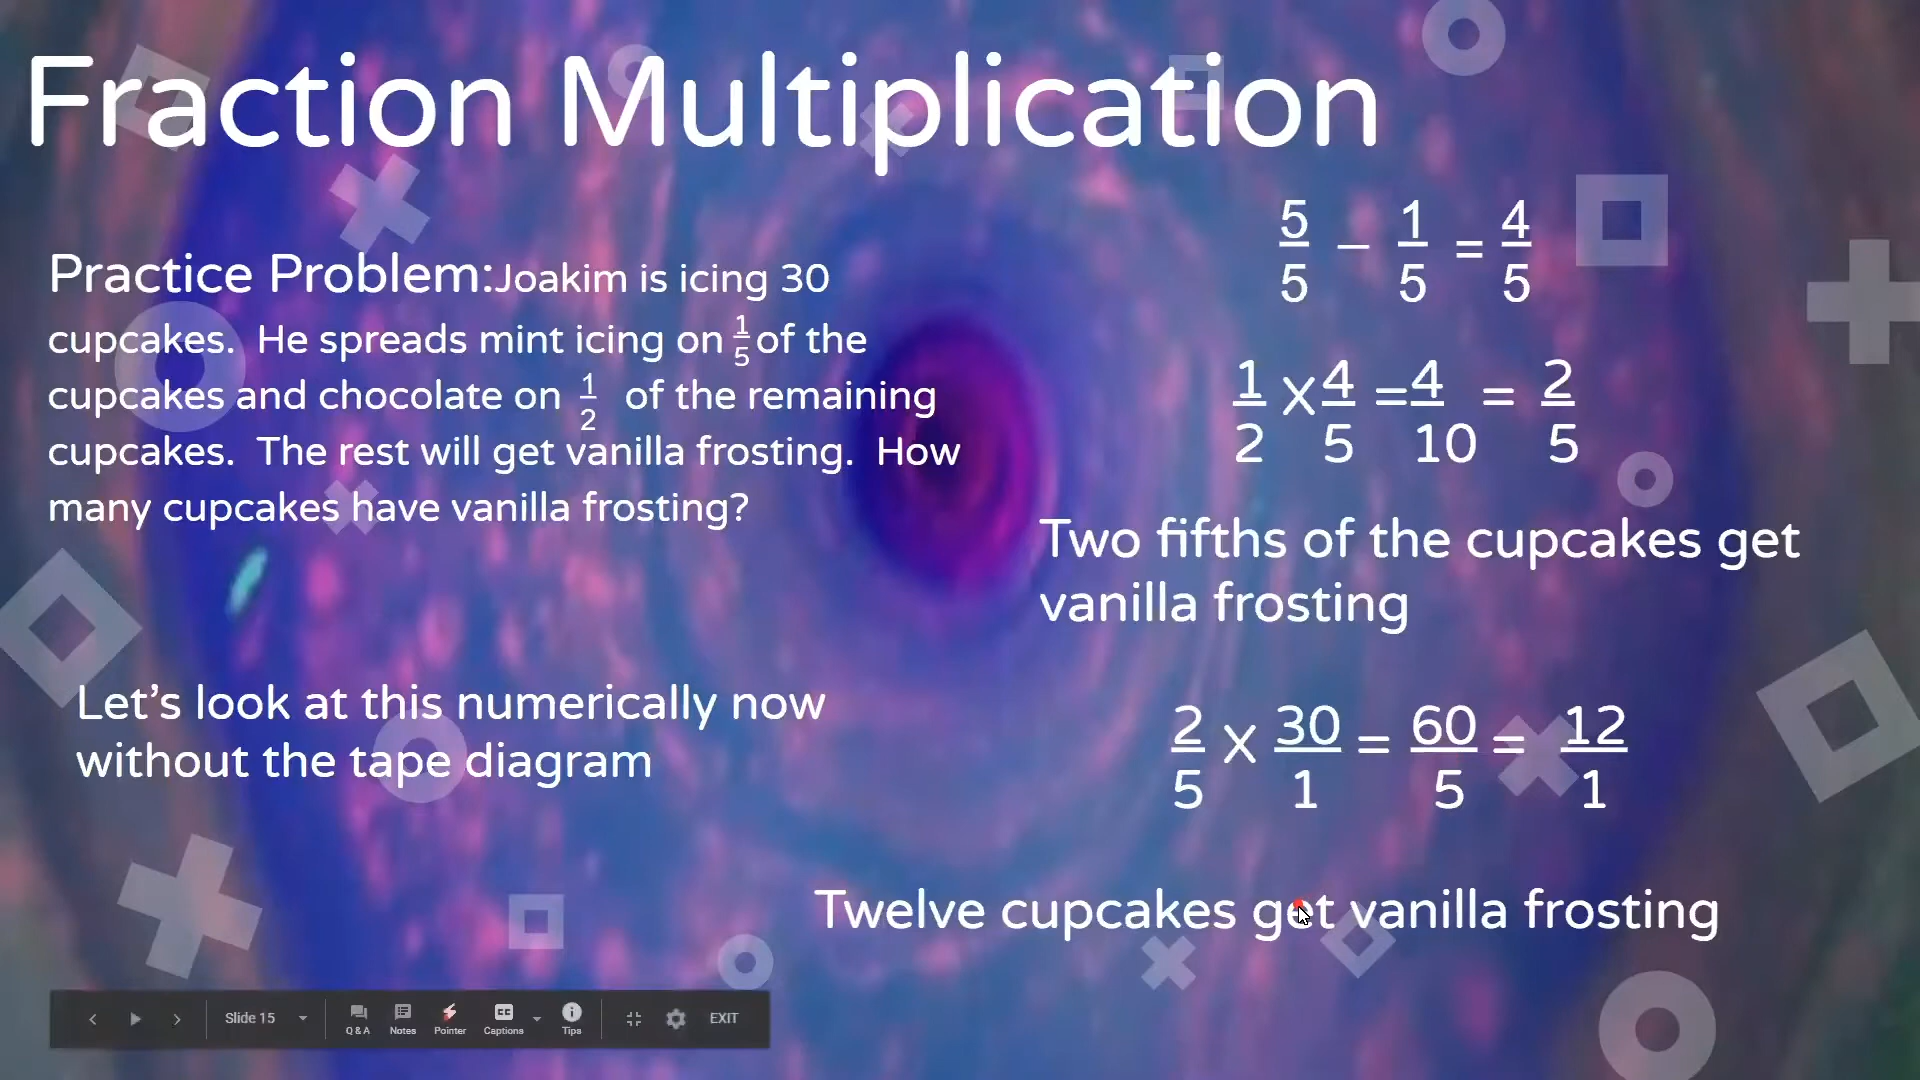 Fraction Multiplication
Practice Problem:Joakim is icing 30
cupcakes. He spreads mint icing on 1/5 of the
cupcakes and chocolate on 1/2 of the remaining
cupcakes. The rest will get vanilla frosting. How
many cupcakes have vanilla frosting?
Let's look at this numerically now
without the tape diagram
5/5 – 1/5 = 4/5
1/2 X 4/5 = 4/10 = 2/5
Two fifths of the cupcakes get
vanilla frosting
2/5 X 30/1 = 60/5 = 12/1
Twelve cupcakes get vanilla frosting
Slide 15
Q & A
Notes
Pointer
CC
Captions
Tips
EXIT